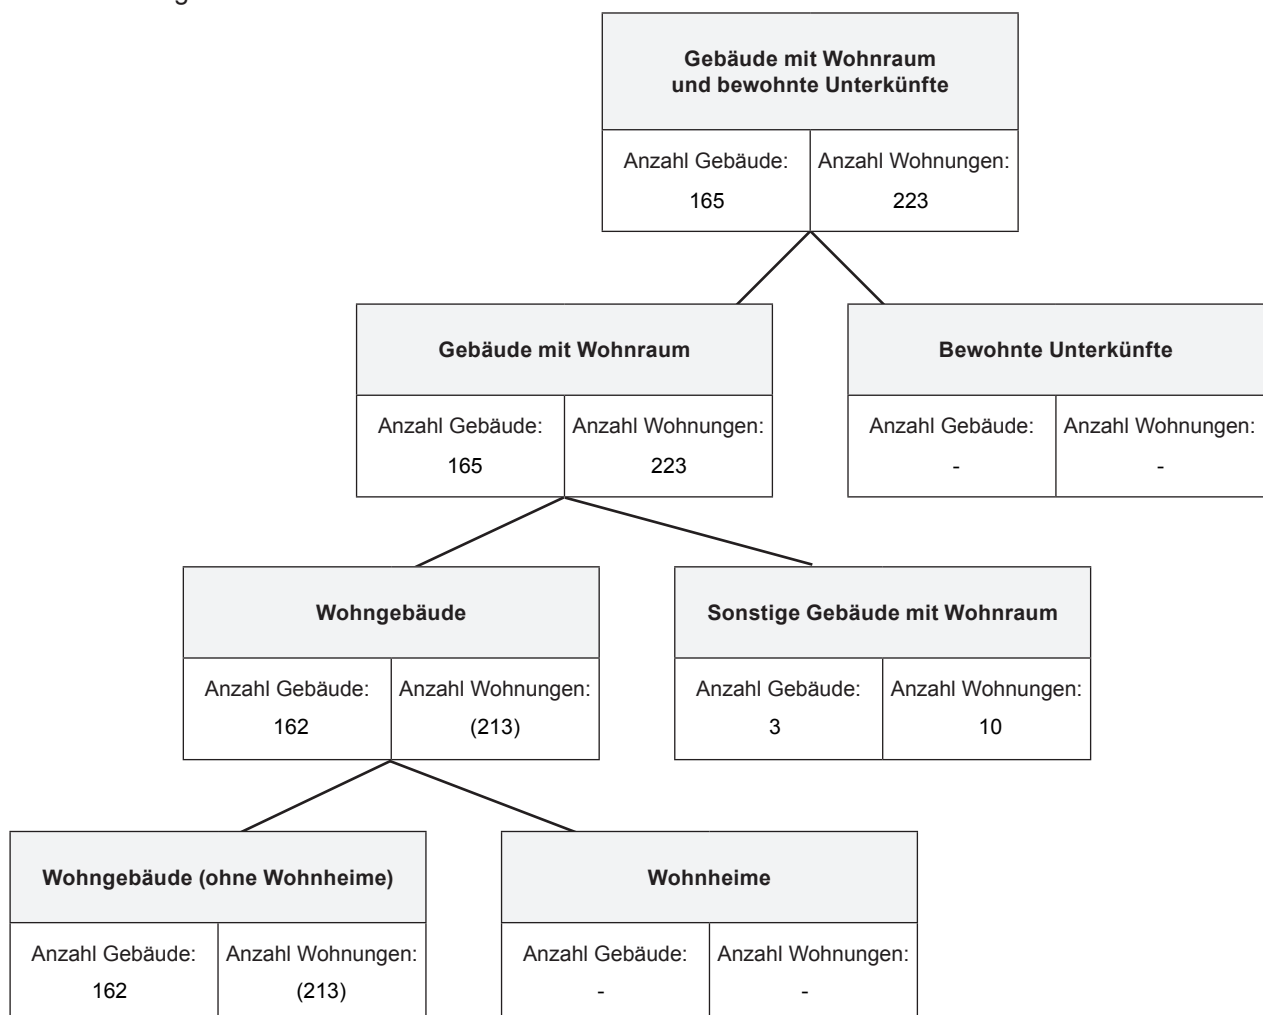 Gebäude mit Wohnraum
und bewohnte Unterkünfte
Anzahl Gebäude: Anzahl Wohnungen:
165 223
Gebäude mit Wohnraum Bewohnte Unterkünfte
Anzahl Gebäude: Anzahl Wohnungen: Anzahl Gebäude: Anzahl Wohnungen:
165 223 - -
Wohngebäude Sonstige Gebäude mit Wohnraum
Anzahl Gebäude: Anzahl Wohnungen: Anzahl Gebäude: Anzahl Wohnungen:
162 (213) 3 10
Wohngebäude (ohne Wohnheime) Wohnheime
Anzahl Gebäude: Anzahl Wohnungen: Anzahl Gebäude: Anzahl Wohnungen:
162 (213) - -